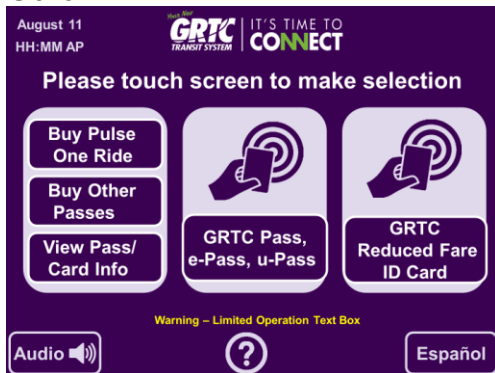 August 11
HH:MM AP
GRTC
TRANSIT SYSTEM
IT'S TIME TO
CONNECT
Please touch screen to make selection
Buy Pulse
One Ride
Buy Other
Passes
View Pass/
Card Info
GRTC Pass,
e-Pass, u-Pass
GRTC
Reduced Fare
ID Card
Warning – Limited Operation Text Box
Audio
?
Español